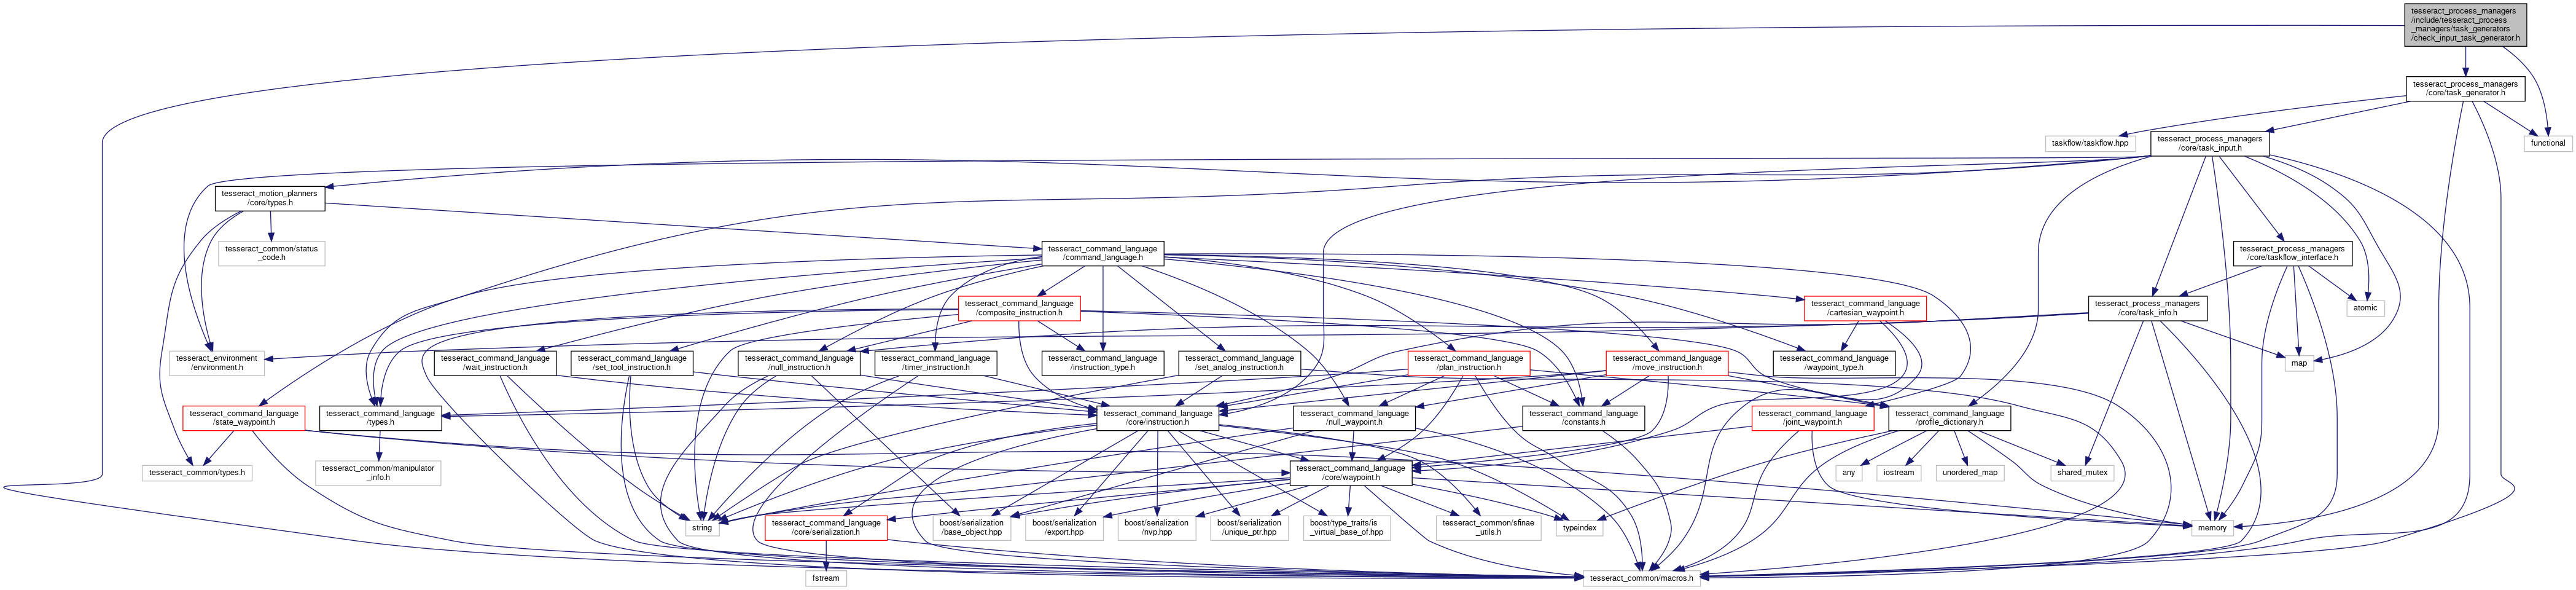 tesseract_process_managers
/include/tesseract_process
_managers/task_generators
/check_input_task_generator.h
tesseract_process_managers
/core/task_generator.h
taskflow/taskflow.hpp
tesseract_process_managers
/core/task_input.h
functional
tesseract_motion_planners
/core/types.h
tesseract_common/status
_code.h
tesseract_command_language
/command_language.h
tesseract_process_managers
/core/taskflow_interface.h
tesseract_command_language
/composite_instruction.h
tesseract_command_language
/cartesian_waypoint.h
tesseract_process_managers
/core/task_info.h
atomic
tesseract_environment
/environment.h
tesseract_command_language
/wait_instruction.h
tesseract_command_language
/set_tool_instruction.h
tesseract_command_language
/null_instruction.h
tesseract_command_language
/timer_instruction.h
tesseract_command_language
/instruction_type.h
tesseract_command_language
/set_analog_instruction.h
tesseract_command_language
/plan_instruction.h
tesseract_command_language
/move_instruction.h
tesseract_command_language
/waypoint_type.h
map
tesseract_command_language
/state_waypoint.h
tesseract_command_language
/types.h
tesseract_command_language
/core/instruction.h
tesseract_command_language
/null_waypoint.h
tesseract_command_language
/constants.h
tesseract_command_language
/joint_waypoint.h
tesseract_command_language
/profile_dictionary.h
tesseract_common/types.h
tesseract_common/manipulator
_info.h
tesseract_command_language
/core/waypoint.h
any
iostream
unordered_map
shared_mutex
string
tesseract_command_language
/core/serialization.h
boost/serialization
/base_object.hpp
boost/serialization
/export.hpp
boost/serialization
/nvp.hpp
boost/serialization
/unique_ptr.hpp
boost/type_traits/is
_virtual_base_of.hpp
tesseract_common/sfinae
_utils.h
typeindex
memory
fstream
tesseract_common/macros.h